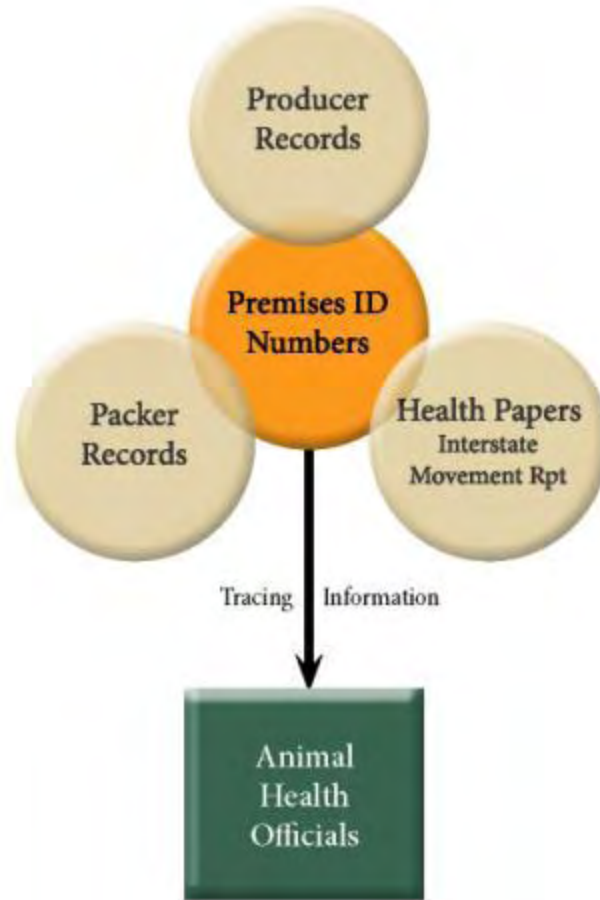 Producer
Records
Premises ID
Numbers
Packer
Records
Health Papers
Interstate
Movement Rpt
Tracing Information
Animal
Health
Officials